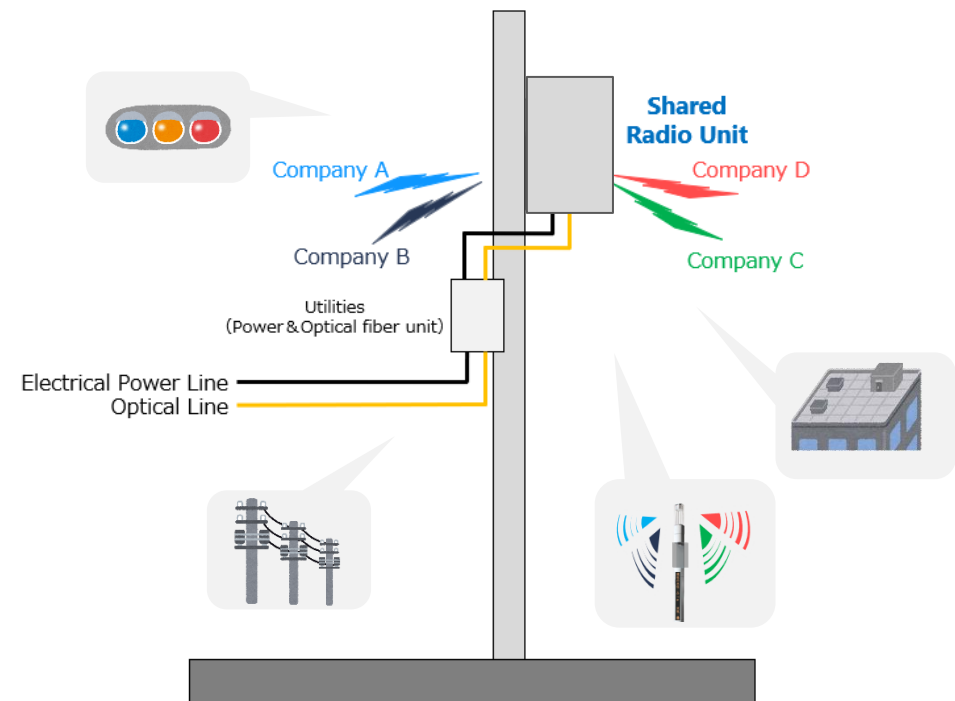 Shared
Radio Unit
Company A
Company D
Company B
Company C
Utilities
(Power&Optical fiber unit)
Electrical Power Line
Optical Line